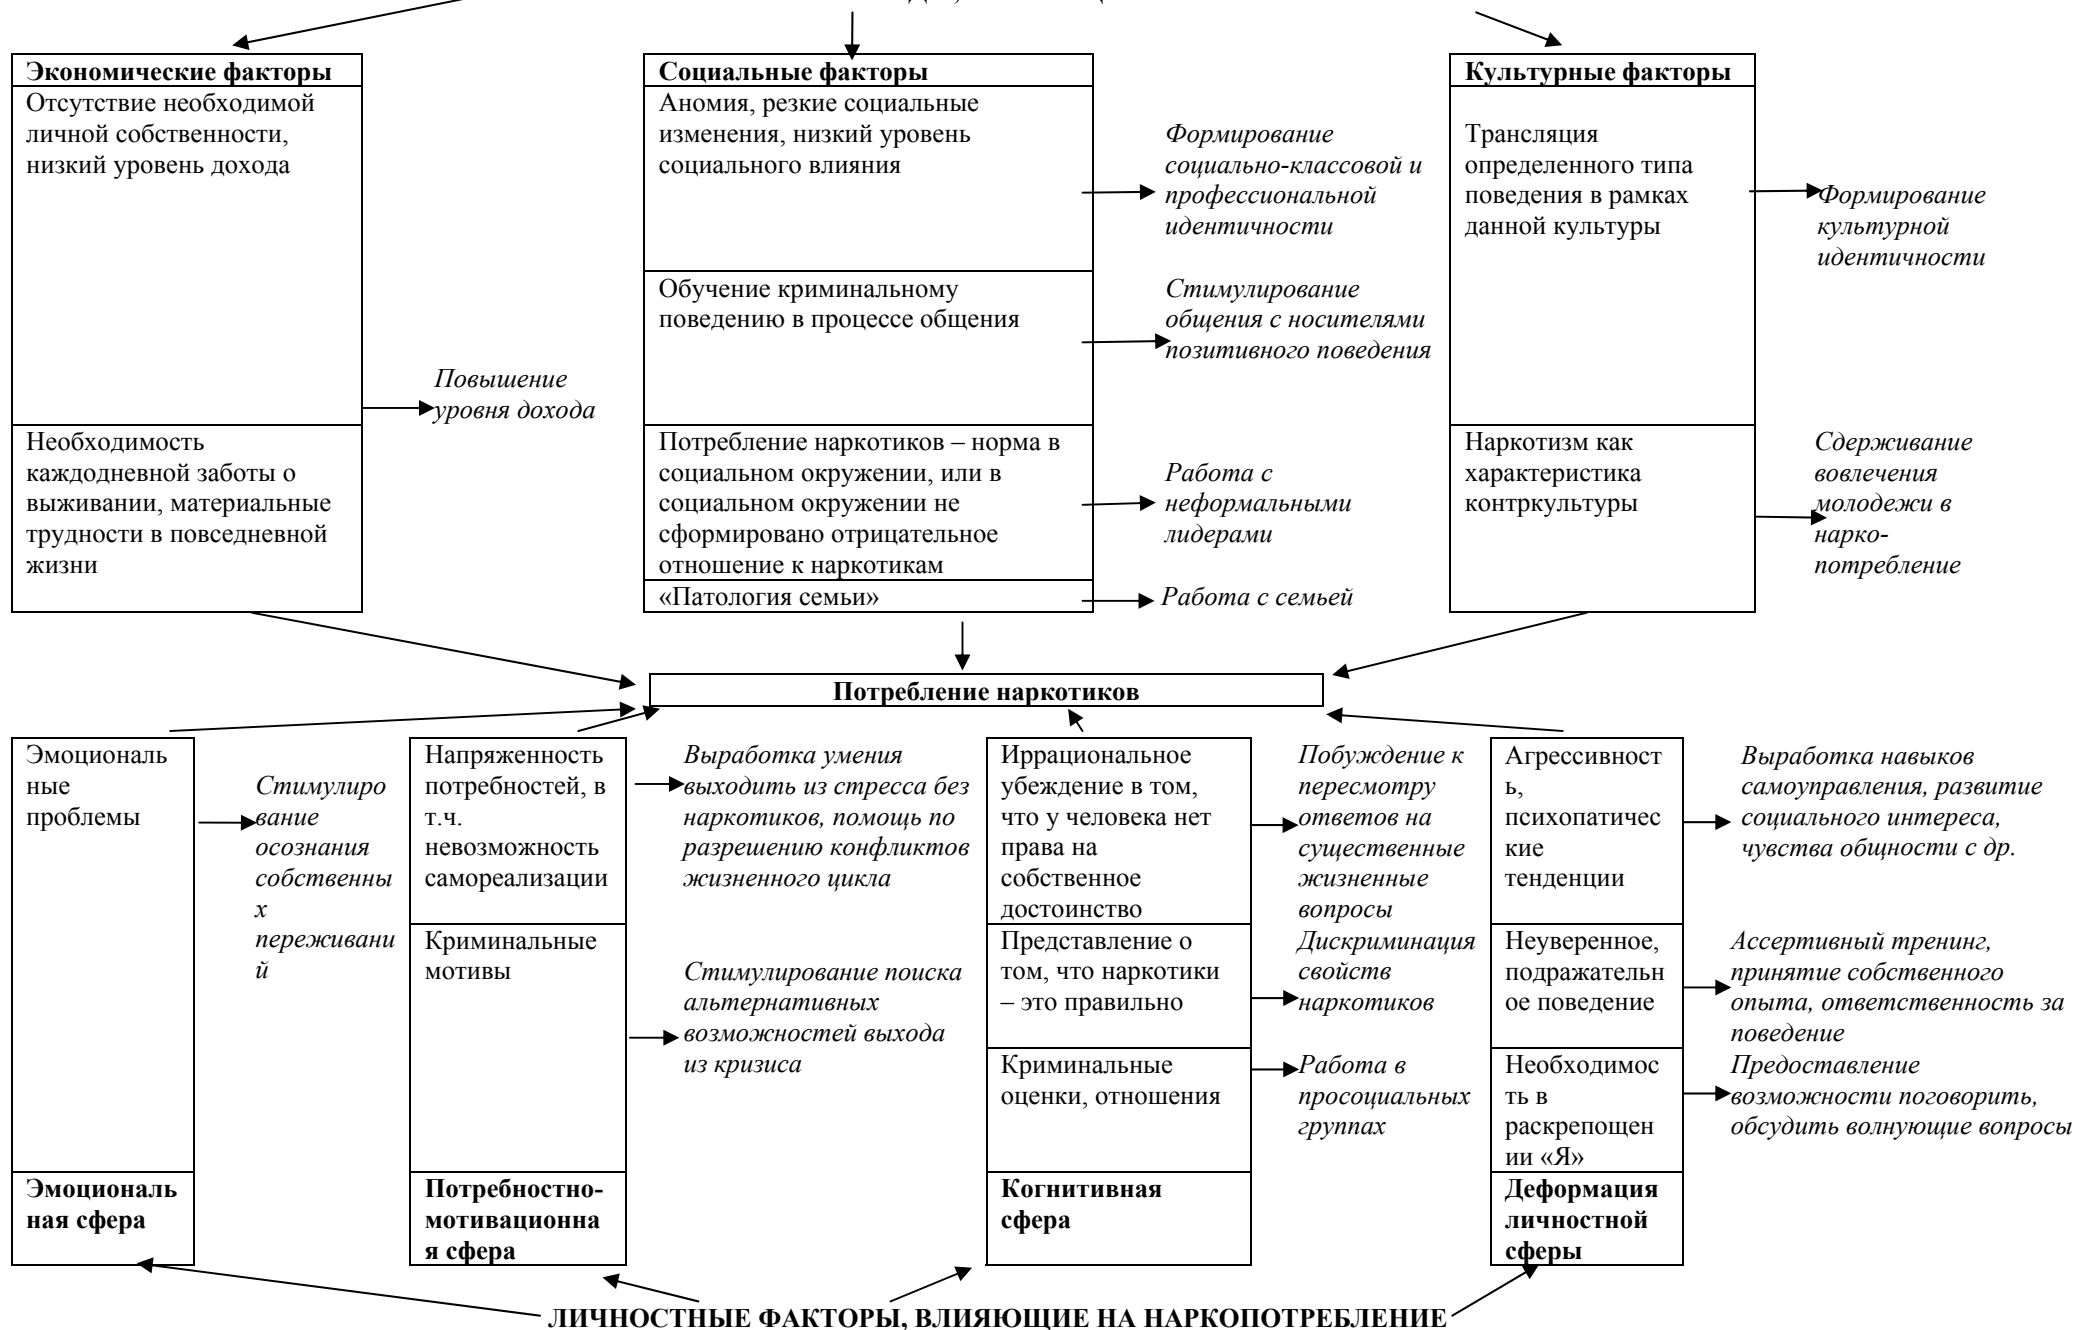 Экономические факторы
Отсутствие необходимой
личной собственности,
низкий уровень дохода
Необходимость
каждодневной заботы о
выживании, материальные
трудности в повседневной
жизни
Повышение
уровня дохода
Социальные факторы
Аномия, резкие социальные
изменения, низкий уровень
социального влияния
Обучение криминальному
поведению в процессе общения
Потребление наркотиков – норма в
социальном окружении, или в
социальном окружении не
сформировано отрицательное
отношение к наркотикам
«Патология семьи»
Формирование
социально-классовой и
профессиональной
идентичности
Стимулирование
общения с носителями
позитивного поведения
Работа с
неформальными
лидерами
Работа с семьей
Культурные факторы
Трансляция
определенного типа
поведения в рамках
данной культуры
Наркотизм как
характеристика
контркультуры
Формирование
культурной
идентичности
Сдерживание
вовлечения
молодежи в
нарко-
потребление
Потребление наркотиков
Эмоциональ
ные
проблемы
Эмоциональ
ная сфера
Стимулиро
вание
осознания
собственны
х
переживани
й
Напряженность
потребностей, в
т.ч.
невозможность
самореализации
Криминальные
мотивы
Потребностно-
мотивационна
я сфера
Выработка умения
выходить из стресса без
наркотиков, помощь по
разрешению конфликтов
жизненного цикла
Стимулирование поиска
альтернативных
возможностей выхода
из кризиса
Иррациональное
убеждение в том,
что у человека нет
права на
собственное
достоинство
Представление о
том, что наркотики
– это правильно
Криминальные
оценки, отношения
Когнитивная
сфера
Побуждение к
пересмотру
ответов на
существенные
жизненные
вопросы
Дискриминация
свойств
наркотиков
Работа в
просоциальных
группах
Агрессивност
ь,
психопатичес
кие
тенденции
Неуверенное,
подражательн
ое поведение
Необходимос
ть в
раскрепощен
ии «Я»
Деформация
личностной
сферы
Выработка навыков
самоуправления, развитие
социального интереса,
чувства общности с др.
Ассертивный тренинг,
принятие собственного
опыта, ответственность за
поведение
Предоставление
возможности поговорить,
обсудить волнующие вопросы
ЛИЧНОСТНЫЕ ФАКТОРЫ, ВЛИЯЮЩИЕ НА НАРКОПОТРЕБЛЕНИЕ